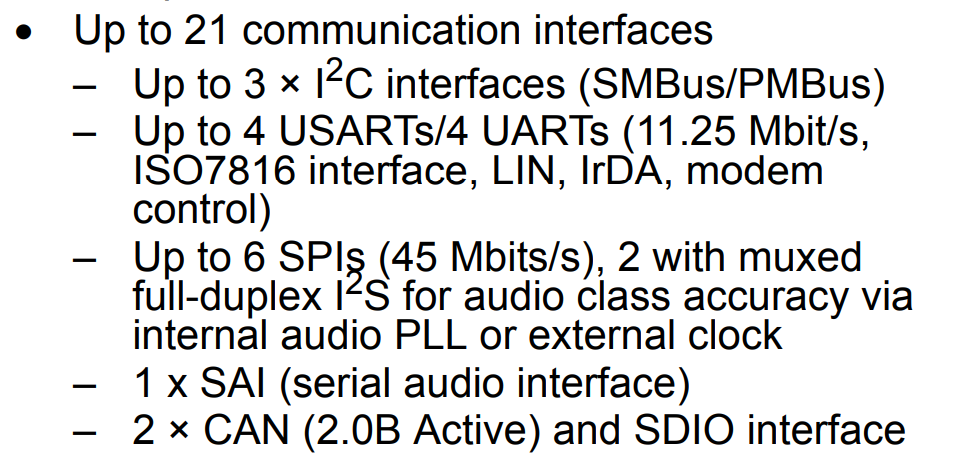 • Up to 21 communication interfaces
– Up to 3 × I²C interfaces (SMBus/PMBus)
– Up to 4 USARTs/4 UARTs (11.25 Mbit/s,
ISO7816 interface, LIN, IrDA, modem
control)
– Up to 6 SPIs (45 Mbits/s), 2 with muxed
full-duplex I²S for audio class accuracy via
internal audio PLL or external clock
– 1 x SAI (serial audio interface)
– 2 × CAN (2.0B Active) and SDIO interface